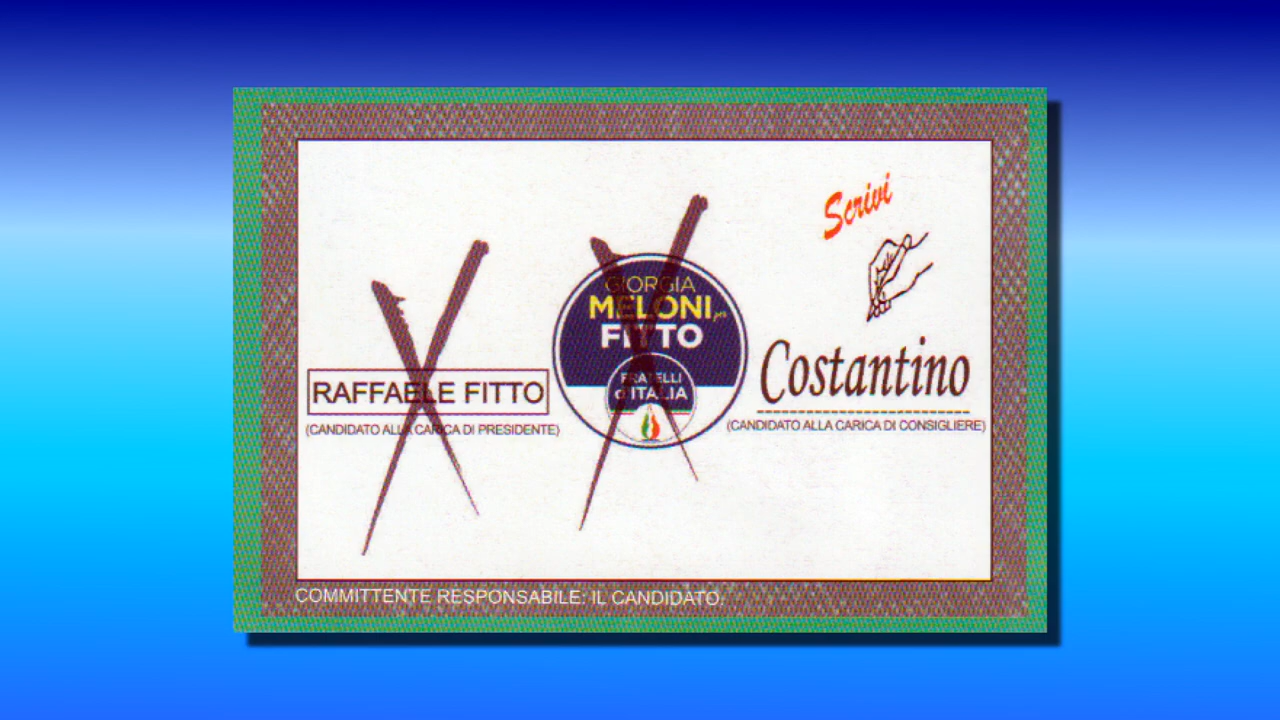 Scrivi
GIORGIA
MELONI per
FITTO
FRATELLI
d'ITALIA
RAFFAELE FITTO
(CANDIDATO ALLA CARICA DI PRESIDENTE)
Costantino
(CANDIDATO ALLA CARICA DI CONSIGLIERE)
COMMITTENTE RESPONSABILE: IL CANDIDATO.